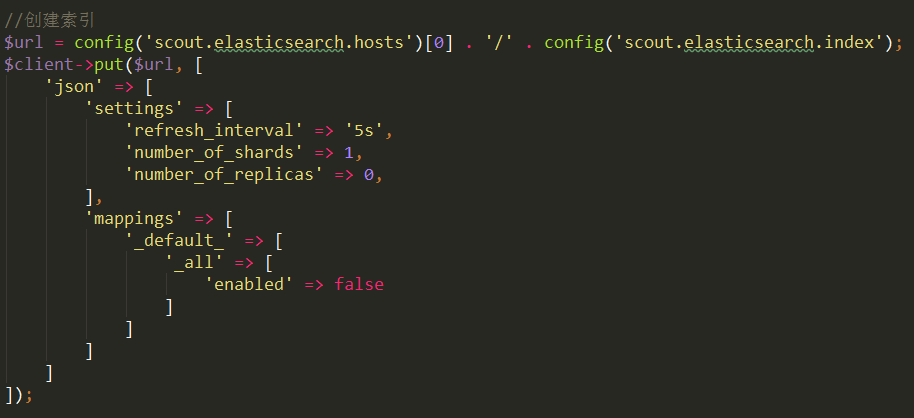 //创建索引
$url = config('scout.elasticsearch.hosts')[0] . '/' . config('scout.elasticsearch.index');
$client->put($url, [
    'json' => [
        'settings' => [
            'refresh_interval' => '5s',
            'number_of_shards' => 1,
            'number_of_replicas' => 0,
        ],
        'mappings' => [
            '_default_' => [
                '_all' => [
                    'enabled' => false
                ]
            ]
        ]
    ]
]);